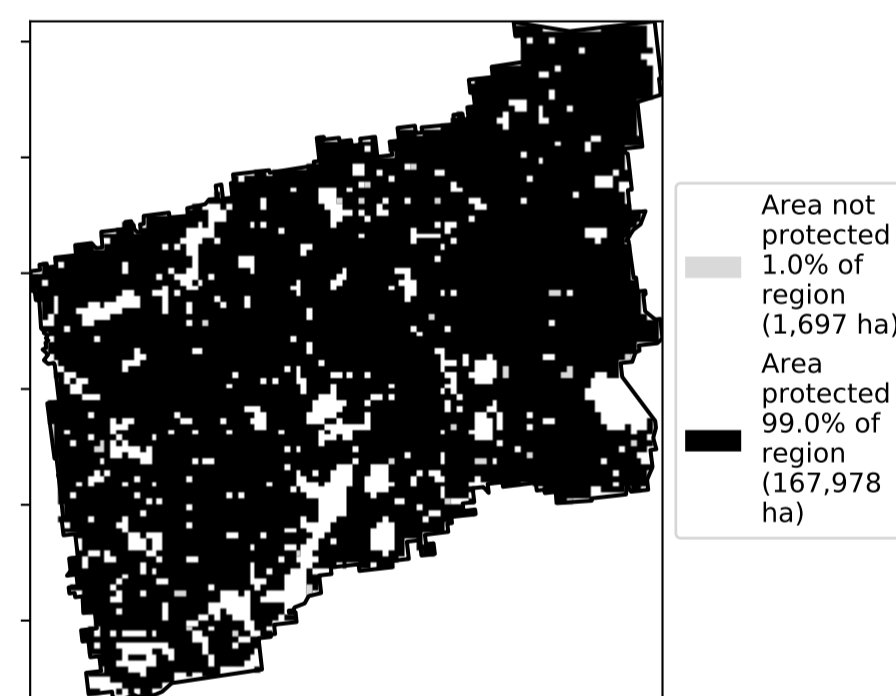 Area not
protected
1.0% of
region
(1,697 ha)
Area
protected
99.0% of
region
(167,978
ha)